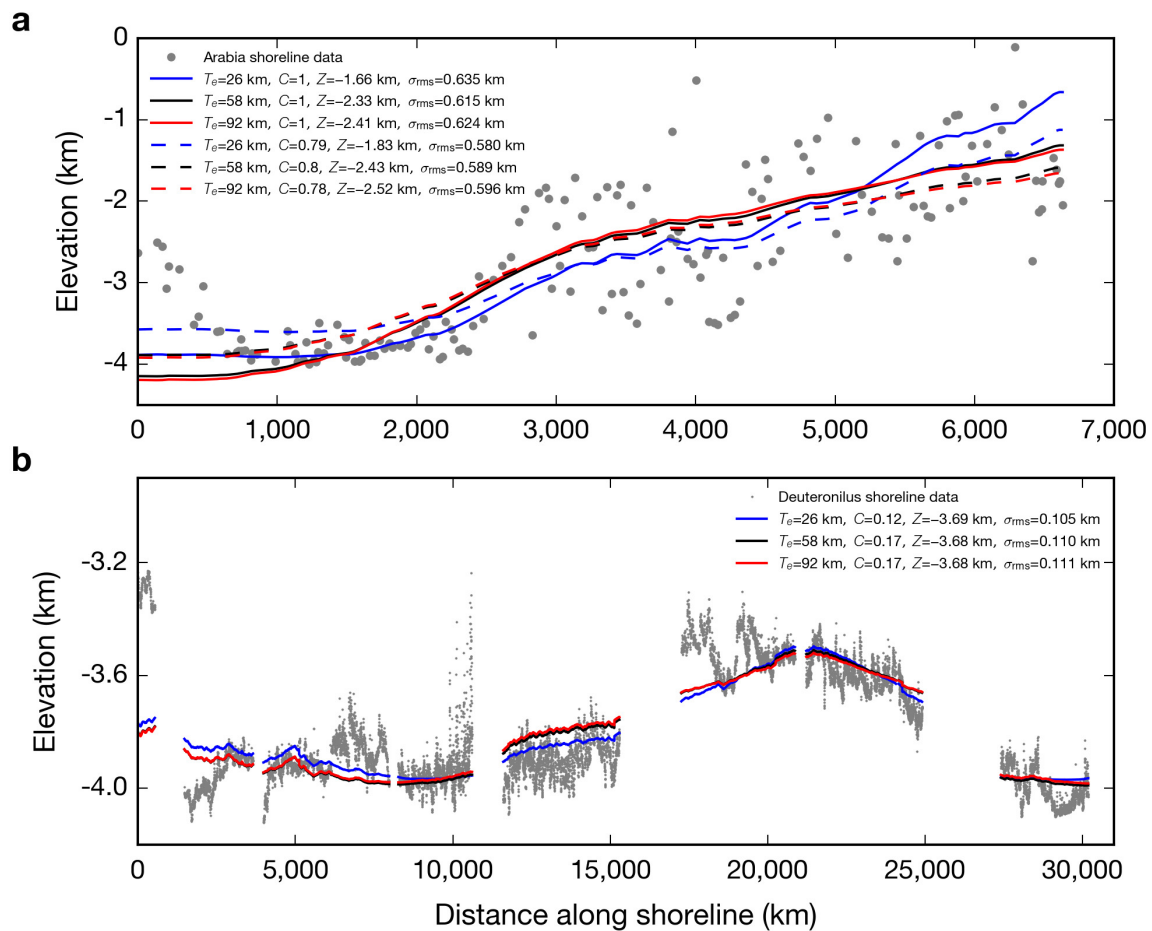 a
0
-1
-2
-3
-4
Elevation (km)
Arabia shoreline data
Te=26 km, C=1, Z=−1.66 km, σrms=0.635 km
Te=58 km, C=1, Z=−2.33 km, σrms=0.615 km
Te=92 km, C=1, Z=−2.41 km, σrms=0.624 km
Te=26 km, C=0.79, Z=−1.83 km, σrms=0.580 km
Te=58 km, C=0.8, Z=−2.43 km, σrms=0.589 km
Te=92 km, C=0.78, Z=−2.52 km, σrms=0.596 km
0 1,000 2,000 3,000 4,000 5,000 6,000 7,000
b
-3.2
-3.6
-4.0
Elevation (km)
Deuteronilus shoreline data
Te=26 km, C=0.12, Z=−3.69 km, σrms=0.105 km
Te=58 km, C=0.17, Z=−3.68 km, σrms=0.110 km
Te=92 km, C=0.17, Z=−3.68 km, σrms=0.111 km
0 5,000 10,000 15,000 20,000 25,000 30,000
Distance along shoreline (km)